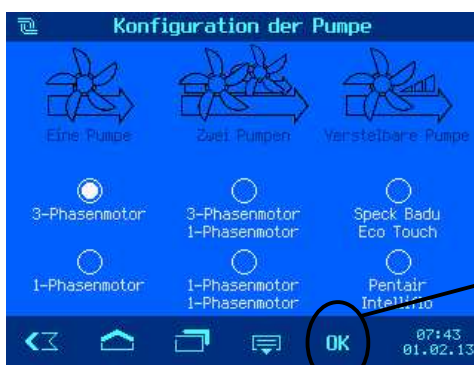 Konfiguration der Pumpe
Eine Pumpe
Zwei Pumpen
Verstelbare Pumpe
3-Phasenmotor
3-Phasenmotor
1-Phasenmotor
Speck Badu
Eco Touch
1-Phasenmotor
1-Phasenmotor
1-Phasenmotor
Pentair
Intelliflo
OK
07:43
01.02.13